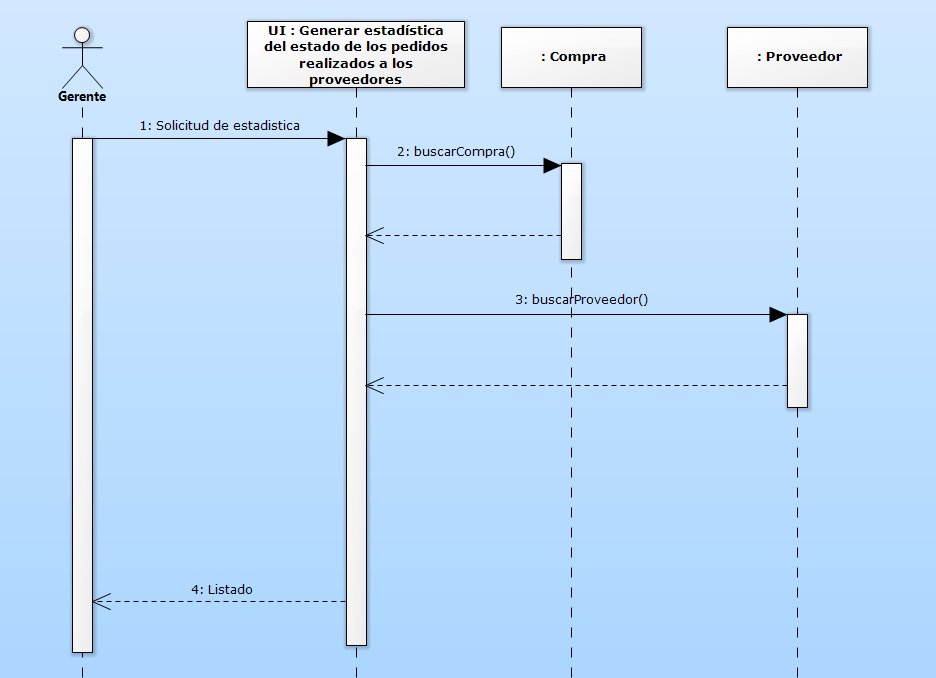 UI : Generar estadística
del estado de los pedidos
realizados a los
proveedores
: Compra
: Proveedor
Gerente
1: Solicitud de estadistica
2: buscarCompra()
3: buscarProveedor()
4: Listado